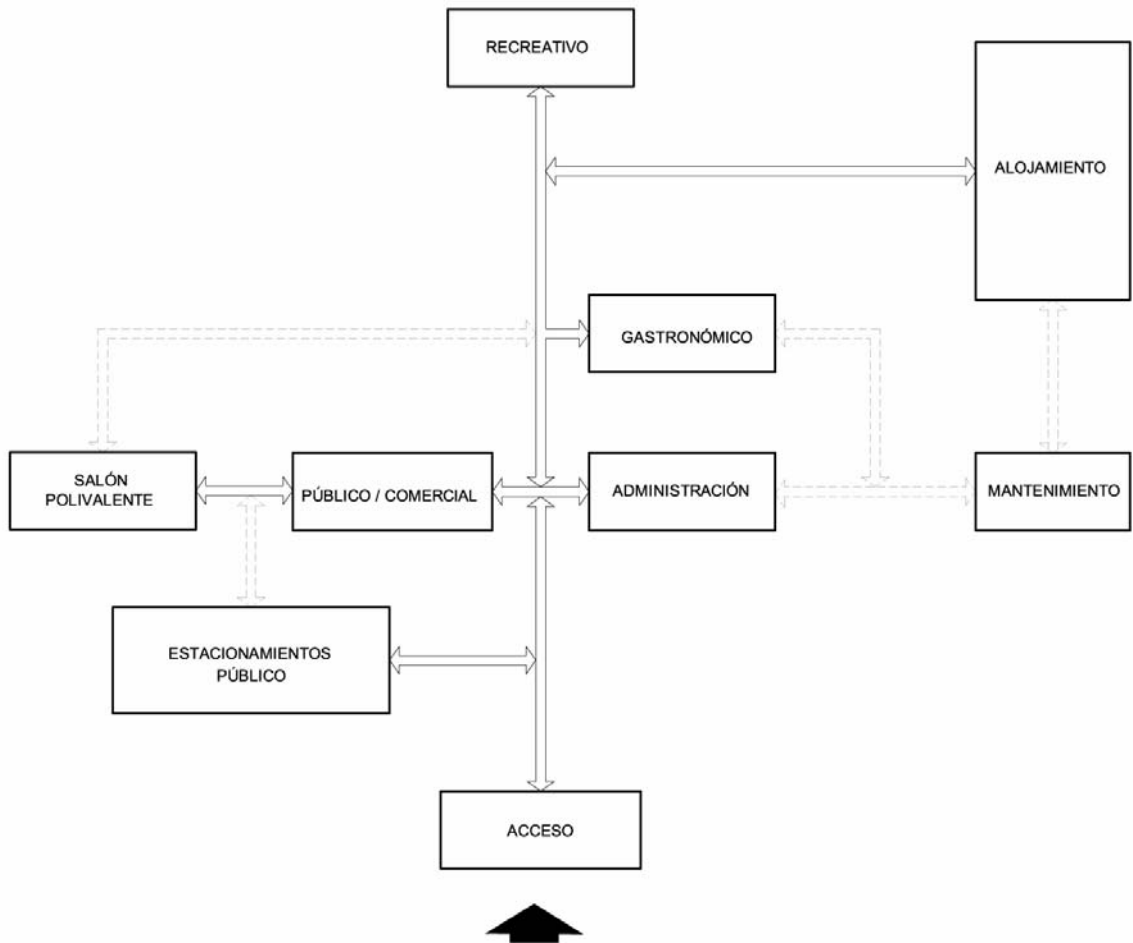 RECREATIVO
ALOJAMIENTO
GASTRONÓMICO
SALÓN
POLIVALENTE
PÚBLICO / COMERCIAL
ADMINISTRACIÓN
MANTENIMIENTO
ESTACIONAMIENTOS
PÚBLICO
ACCESO